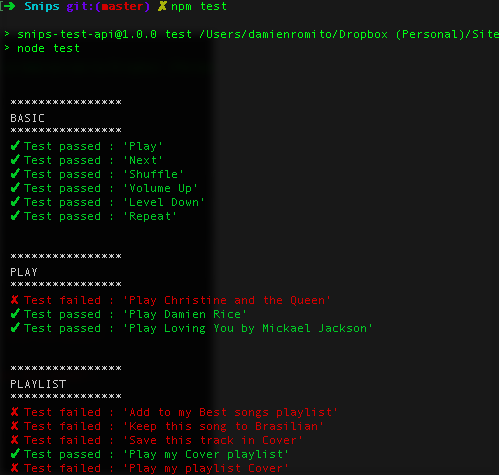 [➜ Snips git:(master) ✗ npm test
> snips-test-api@1.0.0 test /Users/damienromito/Dropbox (Personal)/Site
> node test
****************
BASIC
****************
✔ Test passed : 'Play'
✔ Test passed : 'Next'
✔ Test passed : 'Shuffle'
✔ Test passed : 'Volume Up'
✔ Test passed : 'Level Down'
✔ Test passed : 'Repeat'
****************
PLAY
****************
✘ Test failed : 'Play Christine and the Queen'
✔ Test passed : 'Play Damien Rice'
✔ Test passed : 'Play Loving You by Mickael Jackson'
****************
PLAYLIST
****************
✘ Test failed : 'Add to my Best songs playlist'
✘ Test failed : 'Keep this song to Brasilian'
✘ Test failed : 'Save this track in Cover'
✔ Test passed : 'Play my Cover playlist'
✘ Test failed : 'Play my playlist Cover'